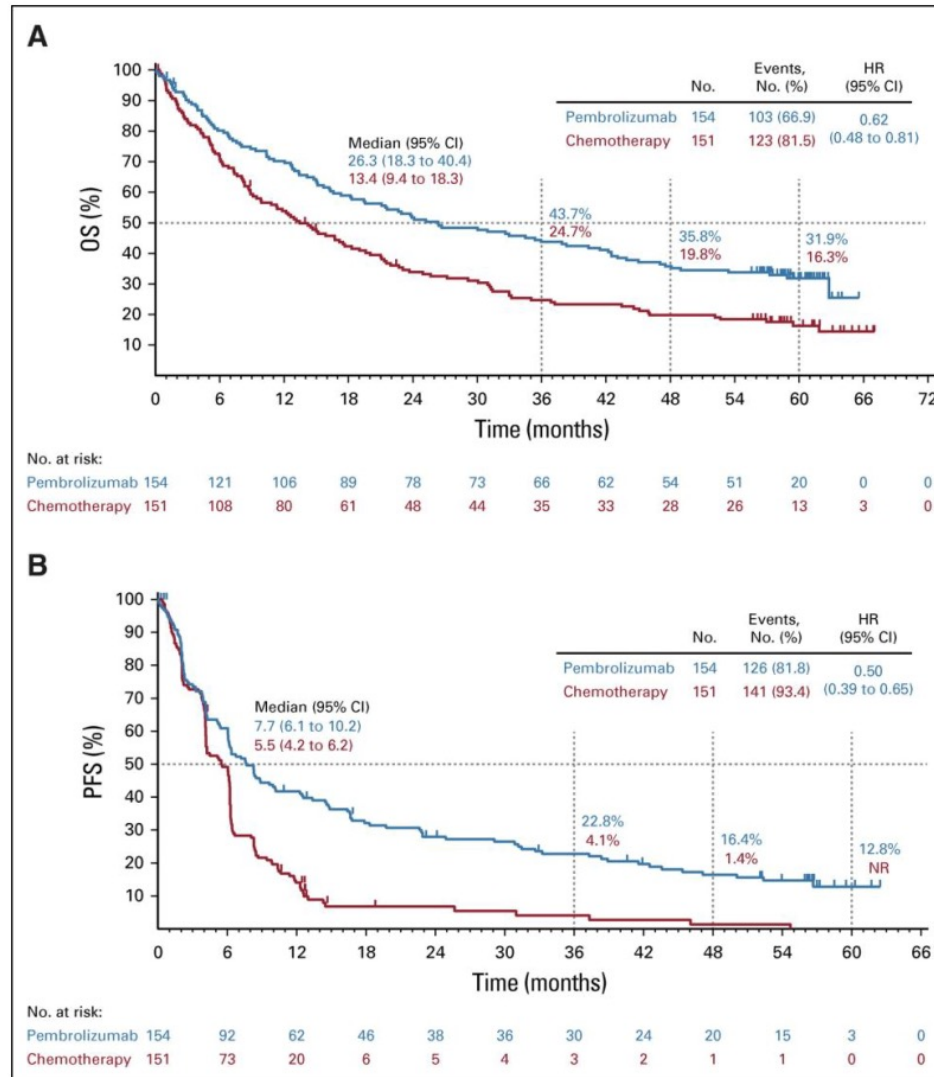 A
Events, HR
No. No. (%) (95% CI)
Pembrolizumab 154 103 (66.9) 0.62
Chemotherapy 151 123 (81.5) (0.48 to 0.81)
Median (95% CI)
26.3 (18.3 to 40.4)
13.4 (9.4 to 18.3)
43.7%
24.7%
35.8%
19.8%
31.9%
16.3%
OS (%)
100
90
80
70
60
50
40
30
20
10
0 6 12 18 24 30 36 42 48 54 60 66 72
Time (months)
No. at risk:
Pembrolizumab 154 121 106 89 78 73 66 62 54 51 20 0 0
Chemotherapy 151 108 80 61 48 44 35 33 28 26 13 3 0
B
Events, HR
No. No. (%) (95% CI)
Pembrolizumab 154 126 (81.8) 0.50
Chemotherapy 151 141 (93.4) (0.39 to 0.65)
Median (95% CI)
7.7 (6.1 to 10.2)
5.5 (4.2 to 6.2)
22.8%
4.1%
16.4%
1.4%
12.8%
NR
PFS (%)
100
90
80
70
60
50
40
30
20
10
0 6 12 18 24 30 36 42 48 54 60 66
Time (months)
No. at risk:
Pembrolizumab 154 92 62 46 38 36 30 24 20 15 3 0
Chemotherapy 151 73 20 6 5 4 3 2 1 1 0 0